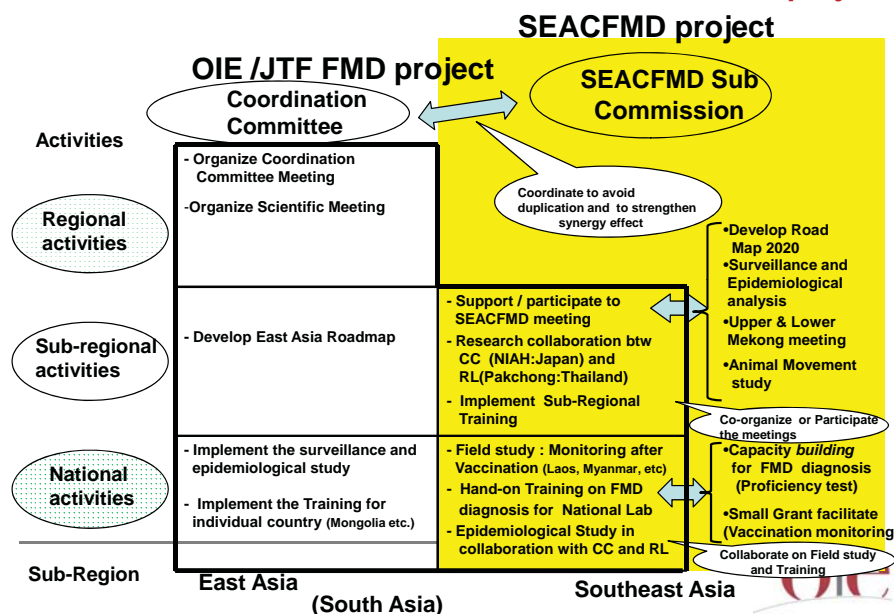 SEACFMD project
OIE /JTF FMD project
Coordination
Committee
SEACFMD Sub
Commission
Activities
- Organize Coordination
Committee Meeting
-Organize Scientific Meeting
Coordinate to avoid
duplication and to strengthen
synergy effect
Regional
activities
•Develop Road
Map 2020
•Surveillance and
Epidemiological
analysis
•Upper & Lower
Mekong meeting
•Animal Movement
study
Sub-regional
activities
- Develop East Asia Roadmap
- Support / participate to
SEACFMD meeting
- Research collaboration btw
CC (NIAH:Japan) and
RL(Pakchong:Thailand)
- Implement Sub-Regional
Training
Co-organize or Participate
the meetings
National
activities
- Implement the surveillance and
epidemiological study
- Implement the Training for
individual country (Mongolia etc.)
- Field study : Monitoring after
Vaccination (Laos, Myanmar, etc)
- Hand-on Training on FMD
diagnosis for National Lab
- Epidemiological Study in
collaboration with CC and RL
•Capacity building
for FMD diagnosis
(Proficiency test)
•Small Grant facilitate
(Vaccination monitoring
Collaborate on Field study
and Training
Sub-Region
East Asia
(South Asia)
Southeast Asia